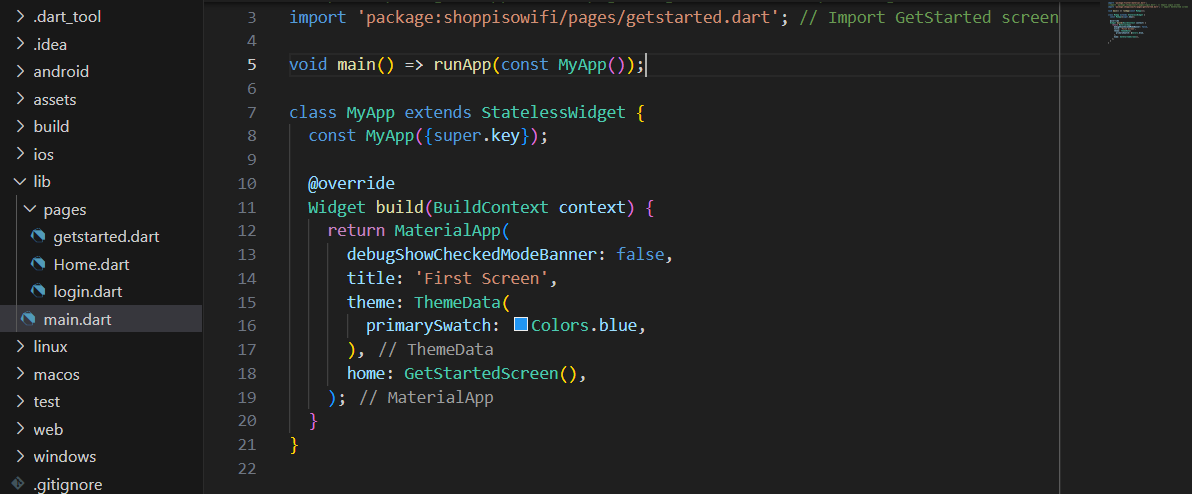 .dart_tool
.idea
android
assets
build
ios
lib
pages
getstarted.dart
Home.dart
login.dart
main.dart
linux
macos
test
web
windows
.gitignore
3 import 'package:shoppisowifi/pages/getstarted.dart'; // Import GetStarted screen
4
5 void main() => runApp(const MyApp());
6
7 class MyApp extends StatelessWidget {
8 const MyApp({super.key});
9
10 @override
11 Widget build(BuildContext context) {
12 return MaterialApp(
13 debugShowCheckedModeBanner: false,
14 title: 'First Screen',
15 theme: ThemeData(
16 primarySwatch: Colors.blue,
17 ), // ThemeData
18 home: GetStartedScreen(),
19 ); // MaterialApp
20 }
21 }
22